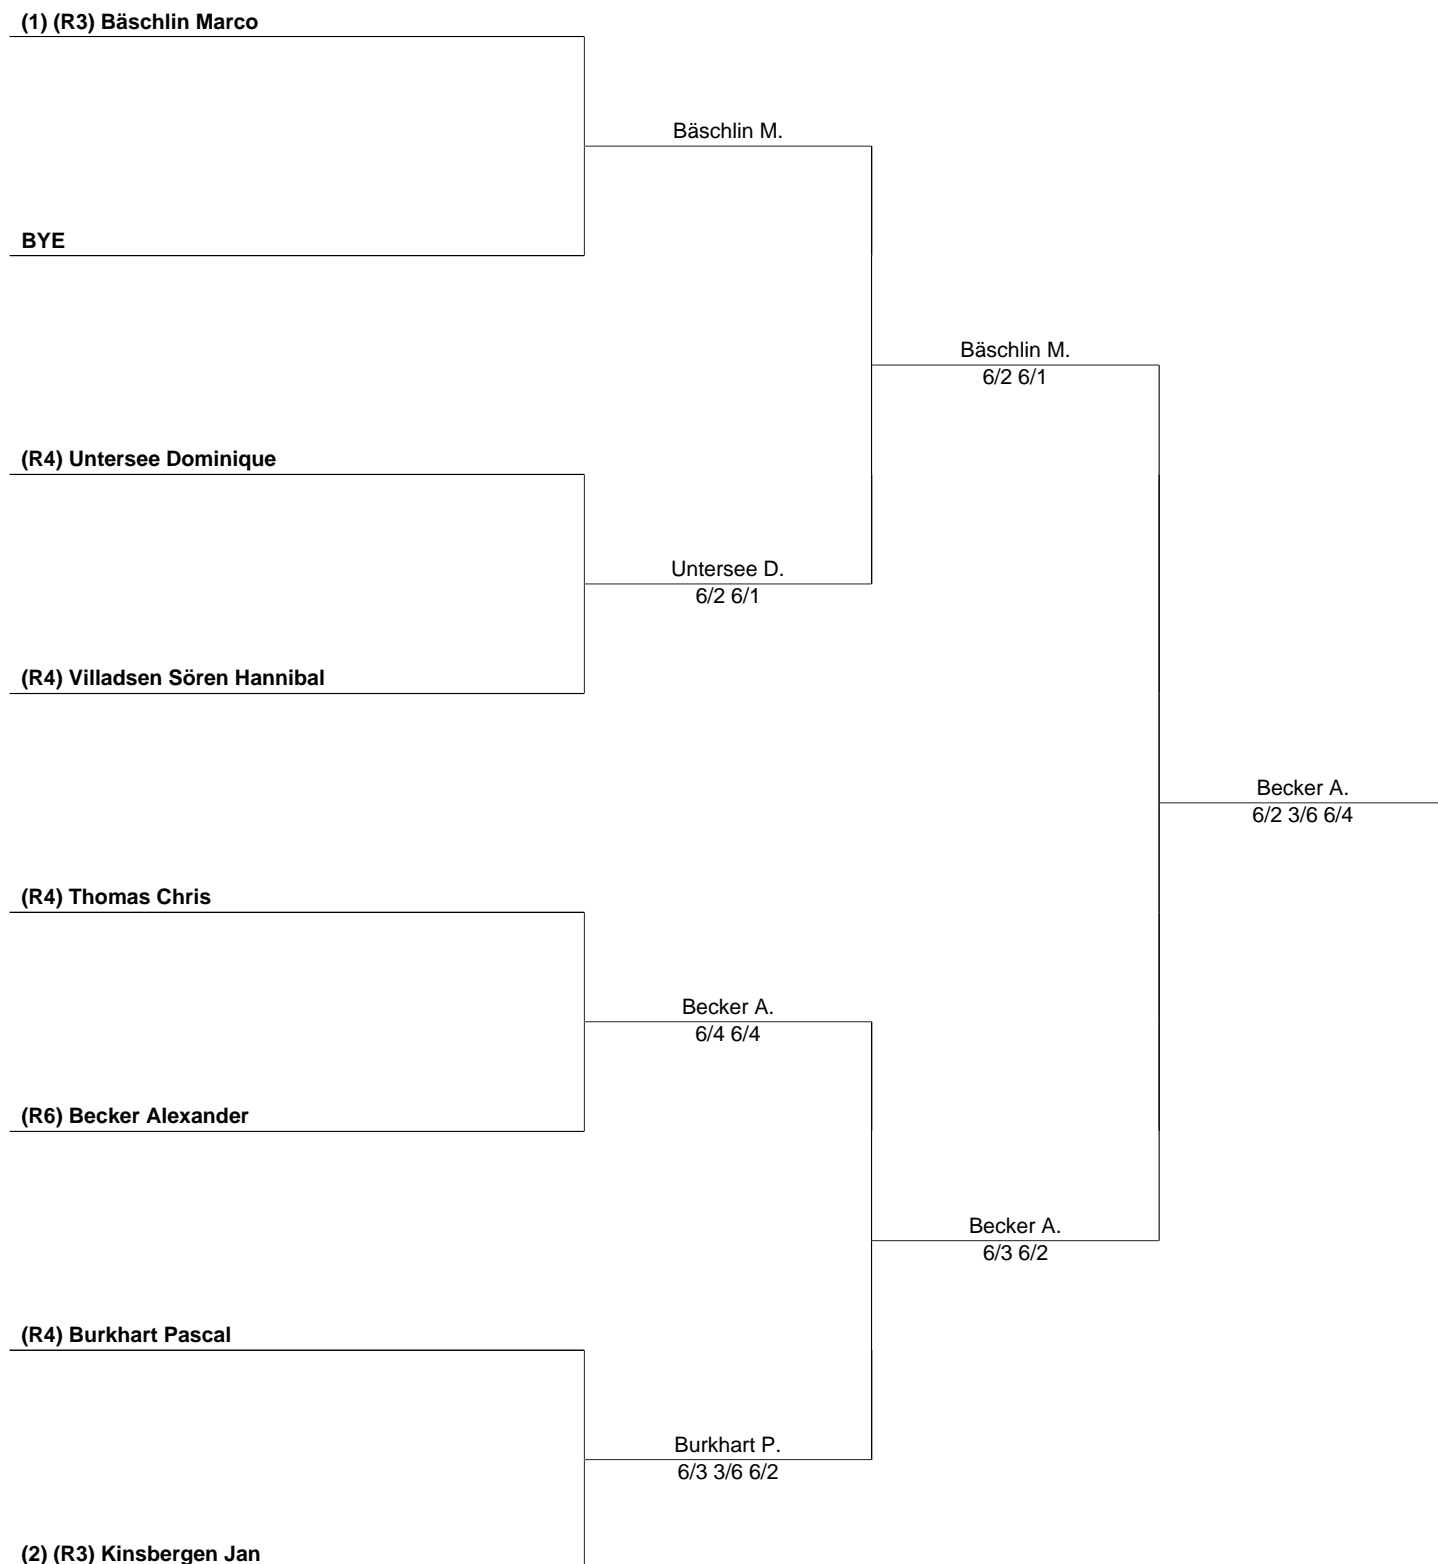 (1) (R3) Bäschlin Marco
Bäschlin M.
BYE
Bäschlin M.
6/2 6/1
(R4) Untersee Dominique
Untersee D.
6/2 6/1
(R4) Villadsen Sören Hannibal
Becker A.
6/2 3/6 6/4
(R4) Thomas Chris
Becker A.
6/4 6/4
(R6) Becker Alexander
Becker A.
6/3 6/2
(R4) Burkhart Pascal
Burkhart P.
6/3 3/6 6/2
(2) (R3) Kinsbergen Jan